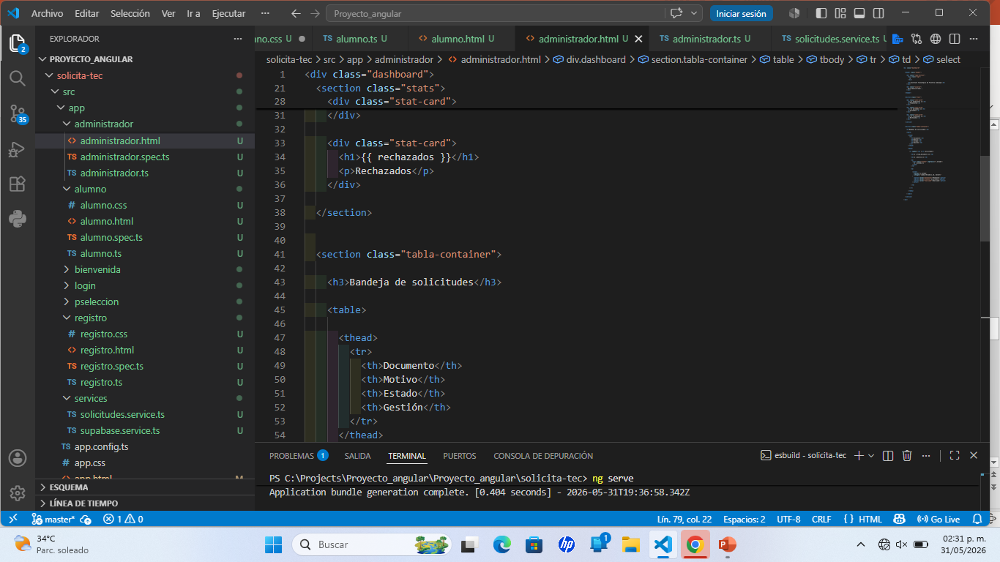 Archivo Editar Selección Ver Ir a Ejecutar ··· Proyecto_angular Iniciar sesión
EXPLORADOR
PROYECTO_ANGULAR
solicita-tec
src
app
administrador
administrador.html U
administrador.spec.ts U
administrador.ts U
alumno
alumno.css U
alumno.html U
alumno.spec.ts U
alumno.ts U
bienvenida
login
pseleccion
registro
registro.css U
registro.html U
registro.spec.ts U
registro.ts U
services
solicitudes.service.ts U
supabase.service.ts U
app.config.ts
app.css
app.html M
ESQUEMA
LÍNEA DE TIEMPO
2
35
no.css U alumno.ts U alumno.html U administrador.html U administrador.ts U solicitudes.service.ts U
solicita-tec > src > app > administrador > administrador.html > div.dashboard > section.tabla-container > table > tbody > tr > td > select
1 <div class="dashboard">
21 <section class="stats">
28 <div class="stat-card">
31 </div>
32
33 <div class="stat-card">
34 <h1>{{ rechazados }}</h1>
35 <p>Rechazados</p>
36 </div>
37
38 </section>
39
40
41 <section class="tabla-container">
42
43 <h3>Bandeja de solicitudes</h3>
44
45 <table>
46
47 <thead>
48 <tr>
49 <th>Documento</th>
50 <th>Motivo</th>
51 <th>Estado</th>
52 <th>Gestión</th>
53 </tr>
54 </thead>
PROBLEMAS 1 SALIDA TERMINAL PUERTOS CONSOLA DE DEPURACIÓN esbuild - solicita-tec
PS C:\Projects\Proyecto_angular\Proyecto_angular\solicita-tec> ng serve
Application bundle generation complete. [0.404 seconds] - 2026-05-31T19:36:58.342Z
master* 1 0 Lín. 79, col. 22 Espacios: 2 UTF-8 CRLF {} HTML Go Live
34°C
Parc. soleado
Buscar
1
02:31 p. m.
31/05/2026